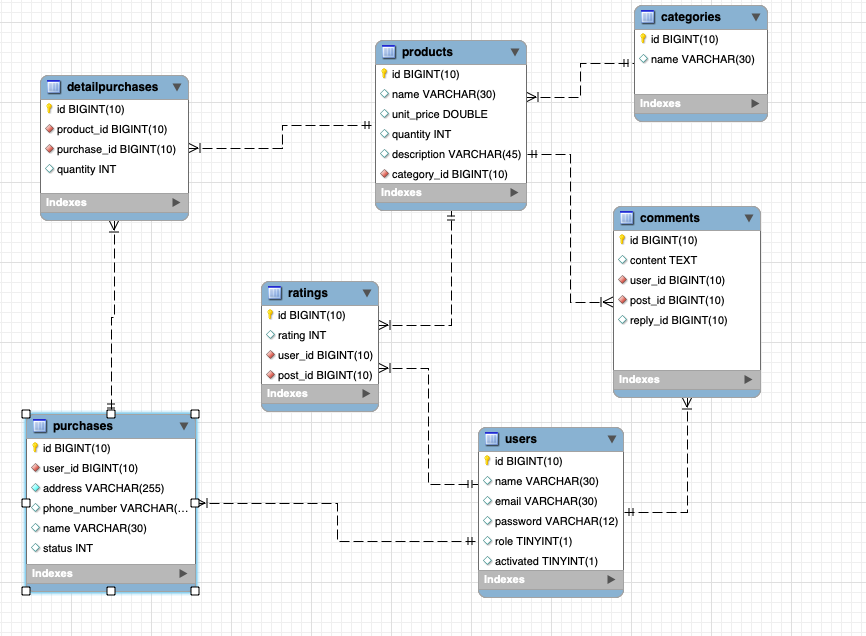 categories
id BIGINT(10)
name VARCHAR(30)
Indexes
products
id BIGINT(10)
name VARCHAR(30)
unit_price DOUBLE
quantity INT
description VARCHAR(45)
category_id BIGINT(10)
Indexes
detailpurchases
id BIGINT(10)
product_id BIGINT(10)
purchase_id BIGINT(10)
quantity INT
Indexes
comments
id BIGINT(10)
content TEXT
user_id BIGINT(10)
post_id BIGINT(10)
reply_id BIGINT(10)
Indexes
ratings
id BIGINT(10)
rating INT
user_id BIGINT(10)
post_id BIGINT(10)
Indexes
purchases
id BIGINT(10)
user_id BIGINT(10)
address VARCHAR(255)
phone_number VARCHAR(...
name VARCHAR(30)
status INT
Indexes
users
id BIGINT(10)
name VARCHAR(30)
email VARCHAR(30)
password VARCHAR(12)
role TINYINT(1)
activated TINYINT(1)
Indexes